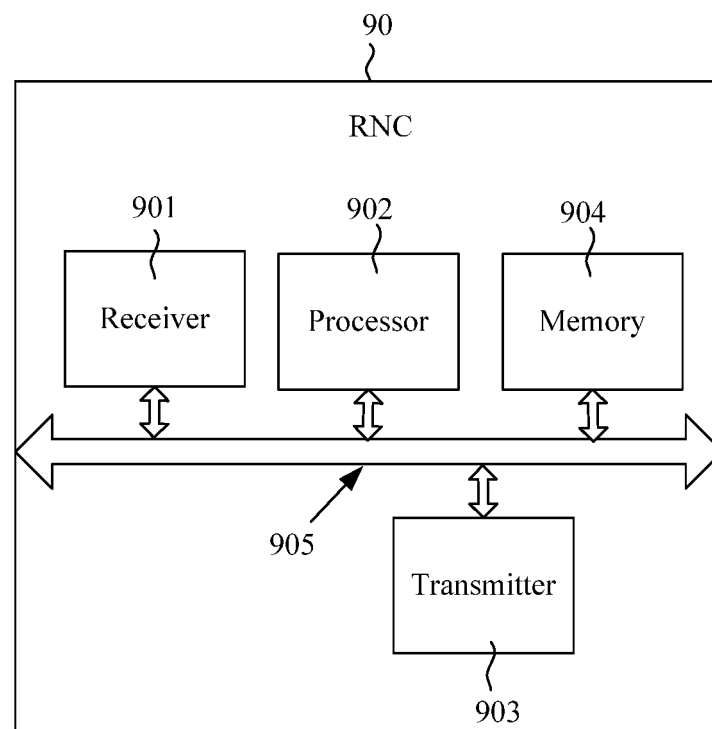 90
RNC
901
902
904
Receiver
Processor
Memory
905
Transmitter
903